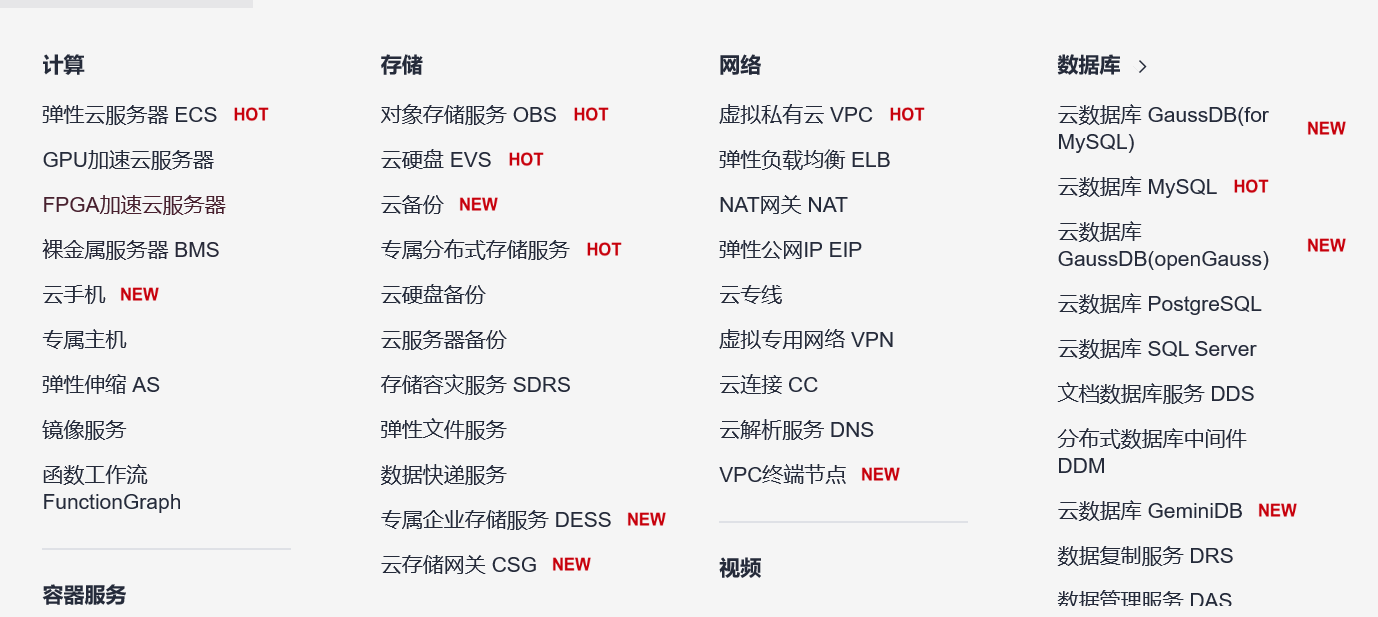 计算
弹性云服务器 ECS HOT
GPU加速云服务器
FPGA加速云服务器
裸金属服务器 BMS
云手机 NEW
专属主机
弹性伸缩 AS
镜像服务
函数工作流
FunctionGraph
容器服务
存储
对象存储服务 OBS HOT
云硬盘 EVS HOT
云备份 NEW
专属分布式存储服务 HOT
云硬盘备份
云服务器备份
存储容灾服务 SDRS
弹性文件服务
数据快递服务
专属企业存储服务 DESS NEW
云存储网关 CSG NEW
网络
虚拟私有云 VPC HOT
弹性负载均衡 ELB
NAT网关 NAT
弹性公网IP EIP
云专线
虚拟专用网络 VPN
云连接 CC
云解析服务 DNS
VPC终端节点 NEW
视频
数据库 >
云数据库 GaussDB(for
MySQL) NEW
云数据库 MySQL HOT
云数据库
GaussDB(openGauss) NEW
云数据库 PostgreSQL
云数据库 SQL Server
文档数据库服务 DDS
分布式数据库中间件
DDM
云数据库 GeminiDB NEW
数据复制服务 DRS
数据管理服务 DAS